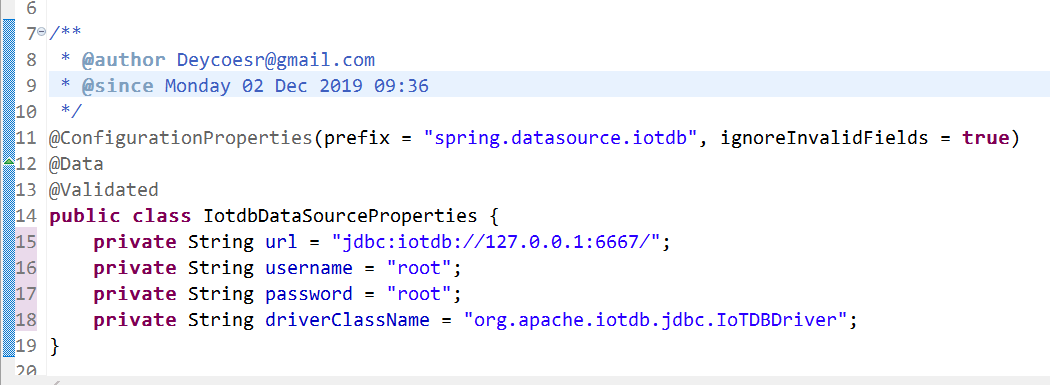 6
7 /**
8  * @author Deycoesr@gmail.com
9  * @since Monday 02 Dec 2019 09:36
10  */
11 @ConfigurationProperties(prefix = "spring.datasource.iotdb", ignoreInvalidFields = true)
12 @Data
13 @Validated
14 public class IotdbDataSourceProperties {
15     private String url = "jdbc:iotdb://127.0.0.1:6667/";
16     private String username = "root";
17     private String password = "root";
18     private String driverClassName = "org.apache.iotdb.jdbc.IoTDBDriver";
19 }
20